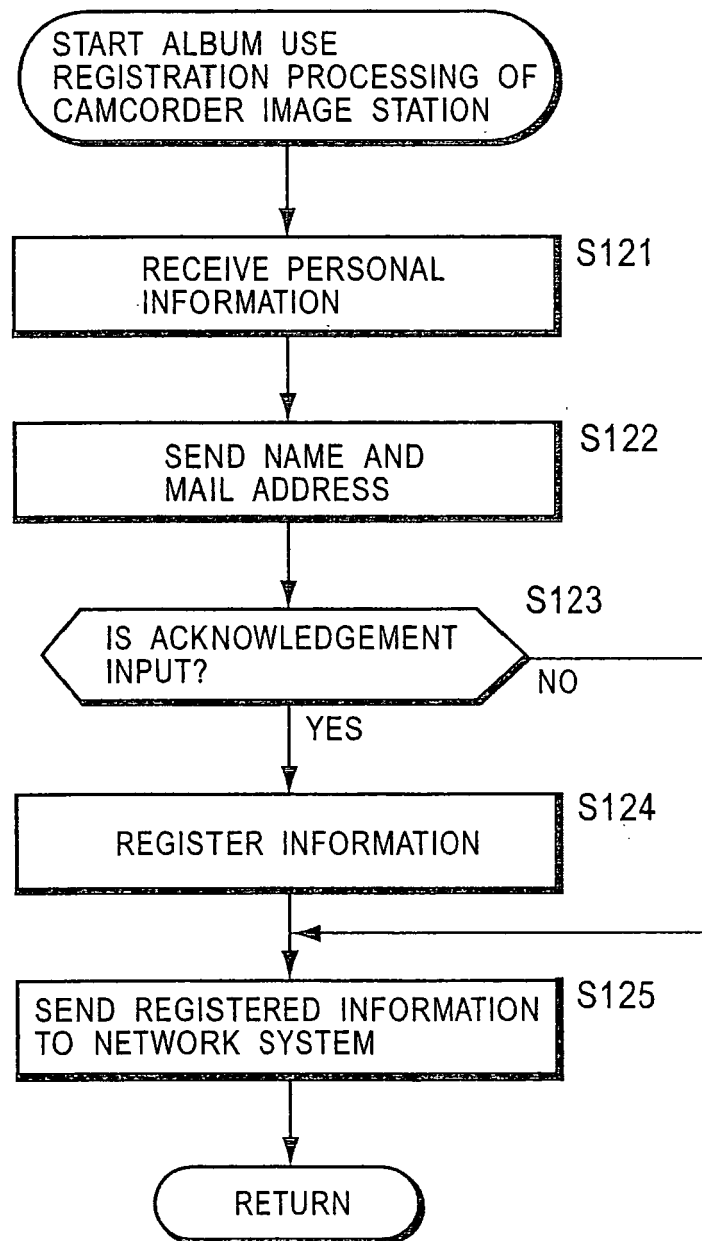 START ALBUM USE
REGISTRATION PROCESSING OF
CAMCORDER IMAGE STATION
S121
RECEIVE PERSONAL
INFORMATION
S122
SEND NAME AND
MAIL ADDRESS
S123
IS ACKNOWLEDGEMENT
INPUT?
NO
YES
S124
REGISTER INFORMATION
S125
SEND REGISTERED INFORMATION
TO NETWORK SYSTEM
RETURN